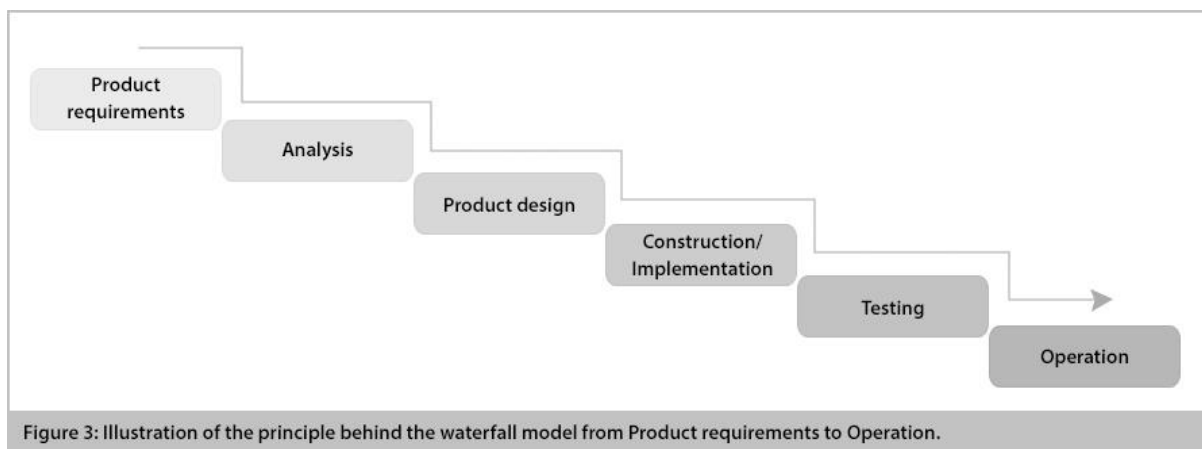 Product
requirements
Analysis
Product design
Construction/
Implementation
Testing
Operation
Figure 3: Illustration of the principle behind the waterfall model from Product requirements to Operation.